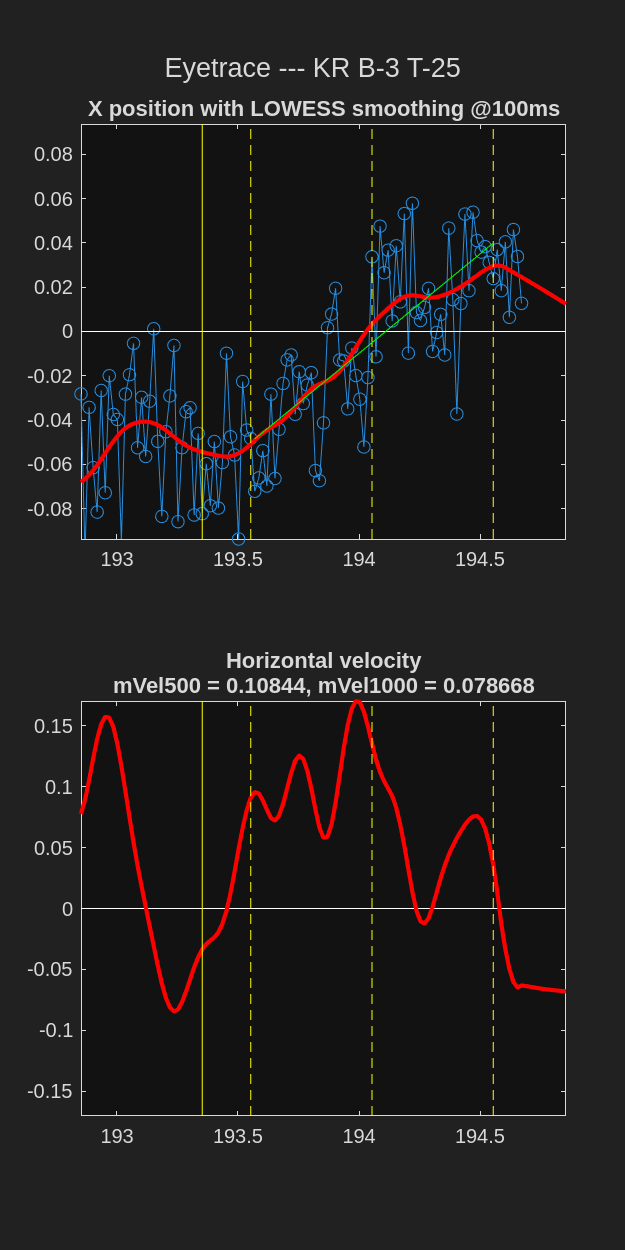 Eyetrace --- KR B-3 T-25
X position with LOWESS smoothing @100ms
0.08
0.06
0.04
0.02
0
-0.02
-0.04
-0.06
-0.08
193 193.5 194 194.5
Horizontal velocity
mVel500 = 0.10844, mVel1000 = 0.078668
0.15
0.1
0.05
0
-0.05
-0.1
-0.15
193 193.5 194 194.5